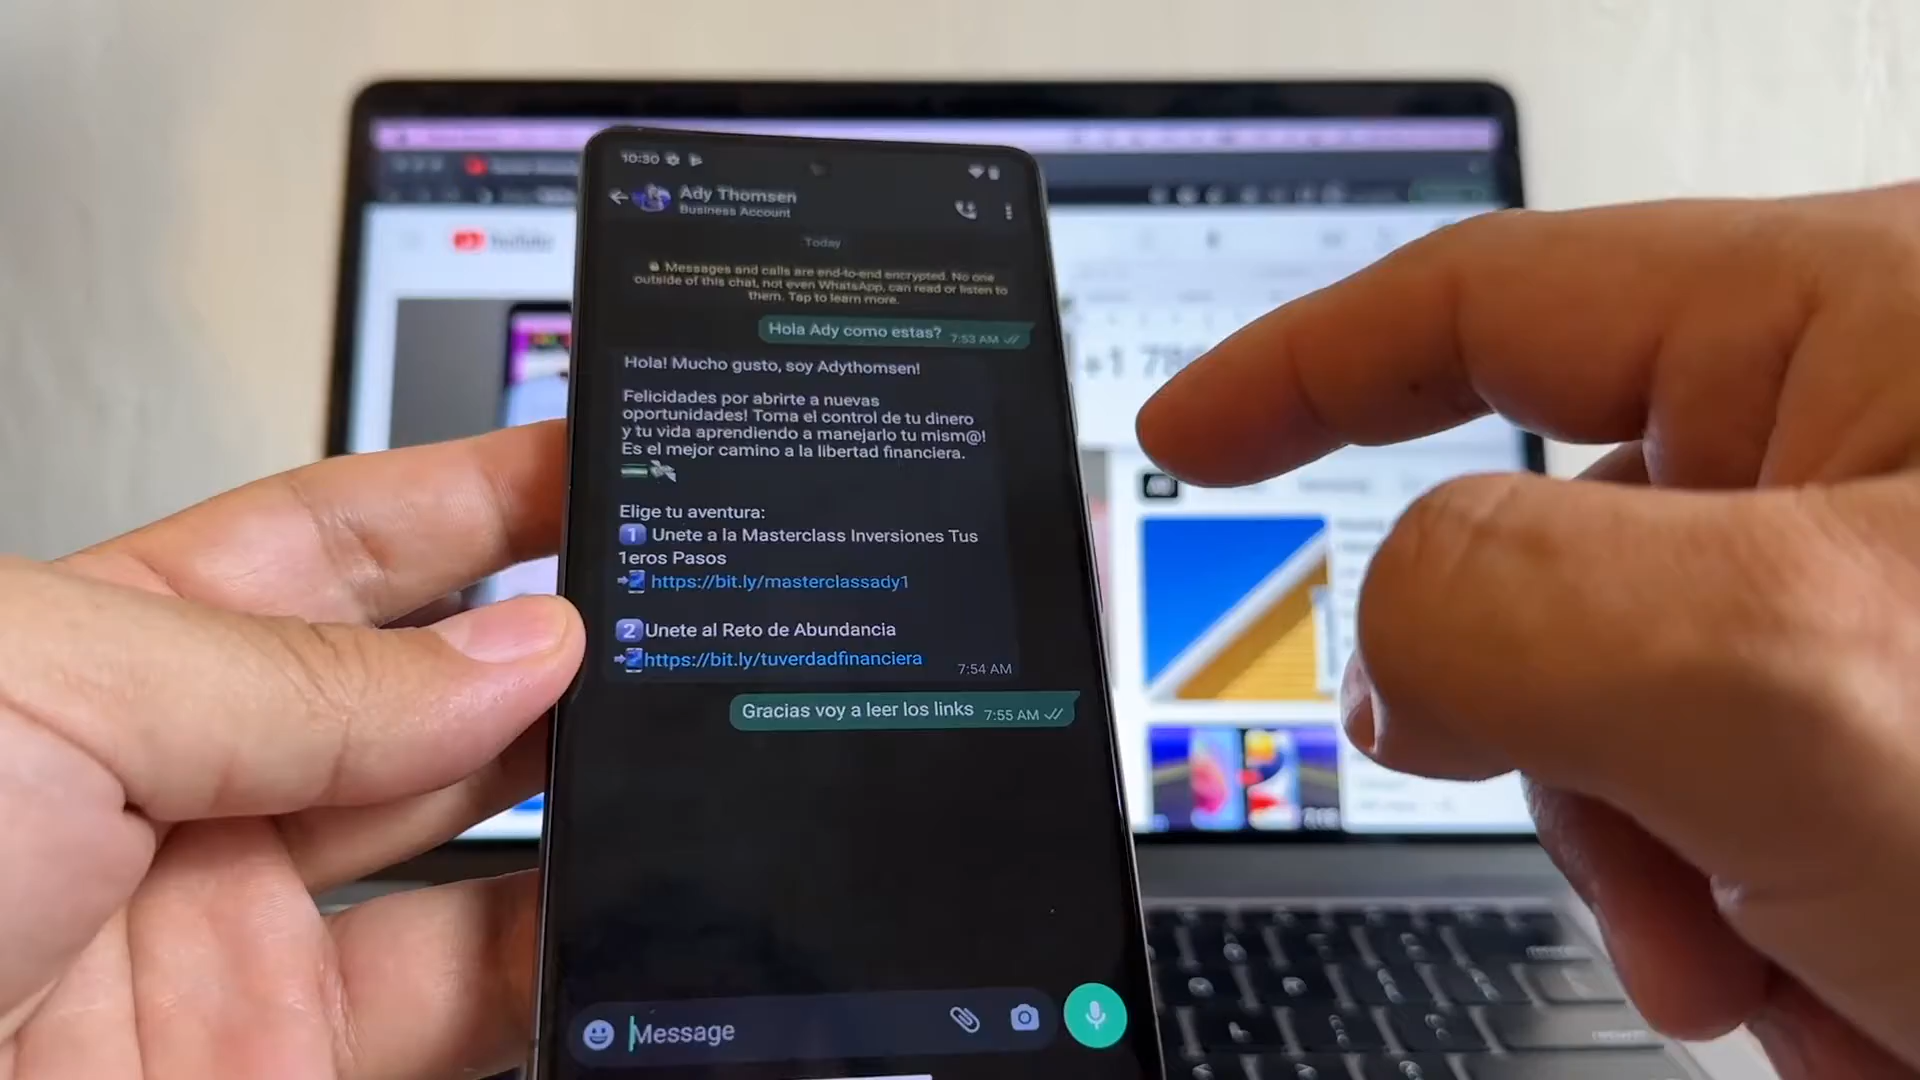 10:30
Ady Thomsen
Business Account
Today
Messages and calls are end-to-end encrypted. No one
outside of this chat, not even WhatsApp, can read or listen to
them. Tap to learn more.
Hola Ady como estas? 7:53 AM
Hola! Mucho gusto, soy Adythomsen!
Felicidades por abrirte a nuevas
oportunidades! Toma el control de tu dinero
y tu vida aprendiendo a manejarlo tu mism@!
Es el mejor camino a la libertad financiera.
Elige tu aventura:
1 Unete a la Masterclass Inversiones Tus
1eros Pasos
https://bit.ly/masterclassady1
2 Unete al Reto de Abundancia
https://bit.ly/tuverdadfinanciera
7:54 AM
Gracias voy a leer los links 7:55 AM
Message
YouTube
+1 78